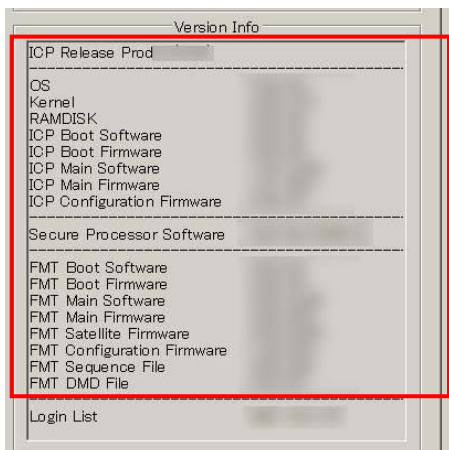 Version Info
ICP Release Prod
OS
Kernel
RAMDISK
ICP Boot Software
ICP Boot Firmware
ICP Main Software
ICP Main Firmware
ICP Configuration Firmware
Secure Processor Software
FMT Boot Software
FMT Boot Firmware
FMT Main Software
FMT Main Firmware
FMT Satellite Firmware
FMT Configuration Firmware
FMT Sequence File
FMT DMD File
Login List